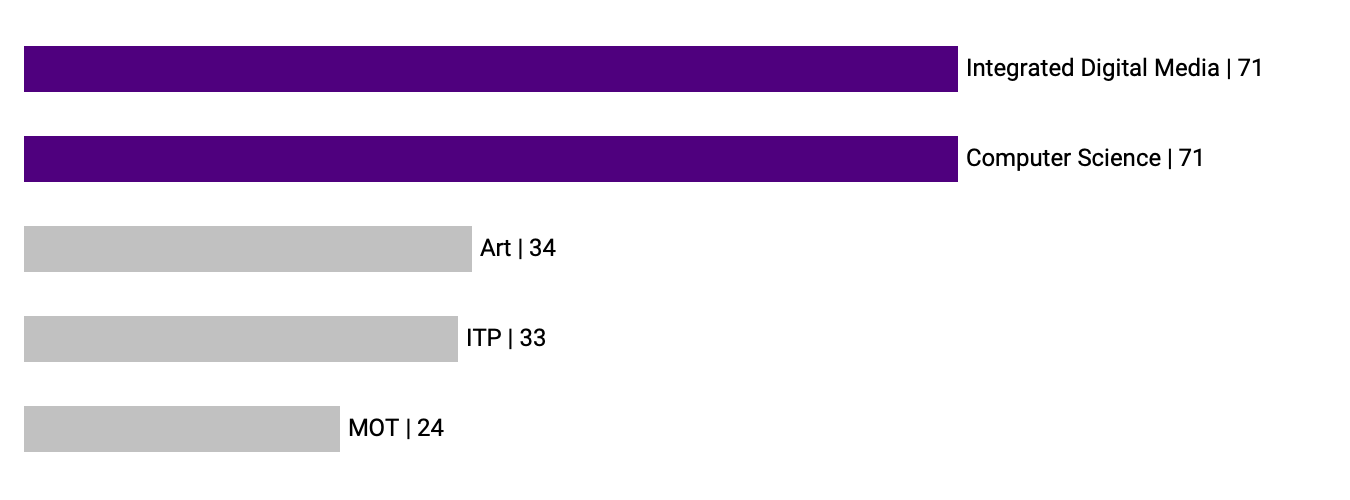 Integrated Digital Media | 71
Computer Science | 71
Art | 34
ITP | 33
MOT | 24